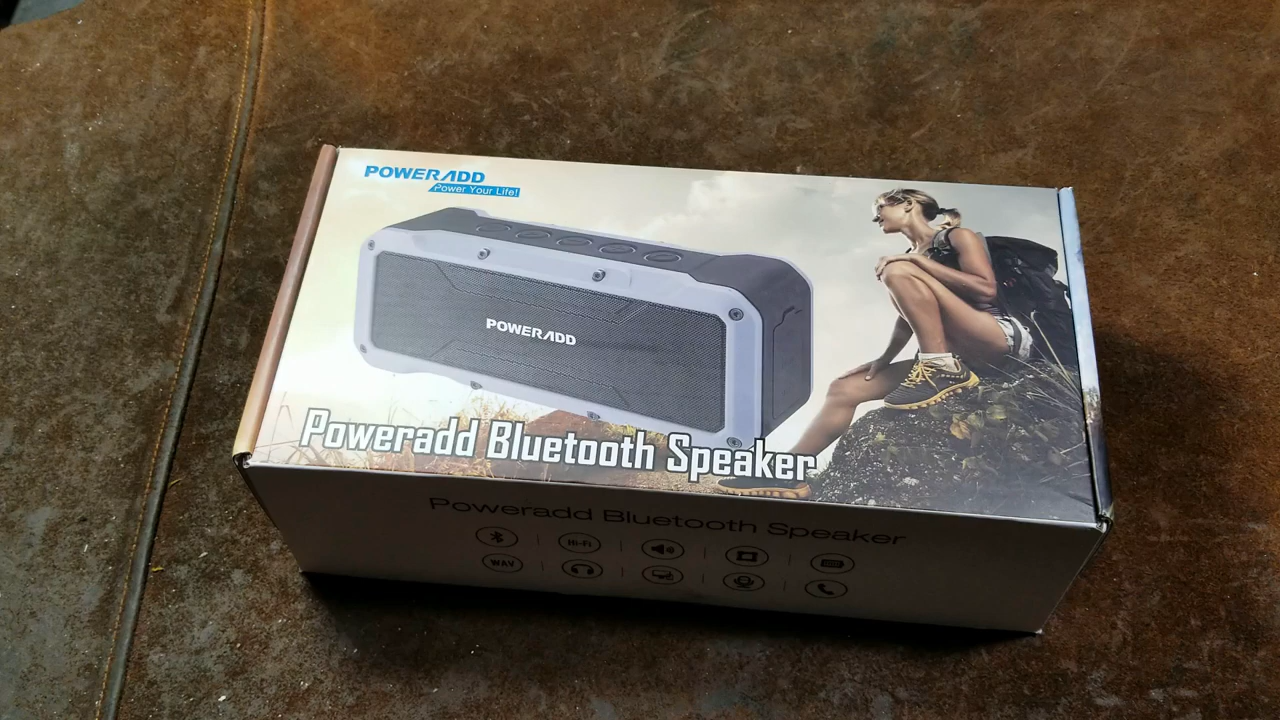 POWERADD
Power Your Life!
POWERADD
Poweradd Bluetooth Speaker
Poweradd Bluetooth Speaker
Hi-Fi
WAV